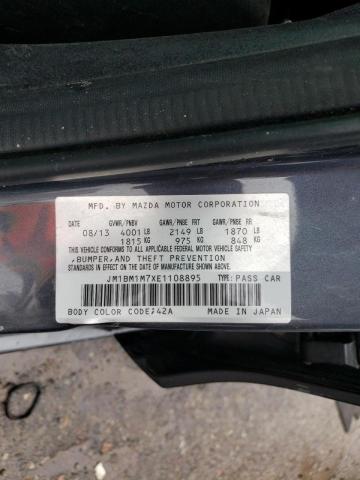 MFD. BY MAZDA MOTOR CORPORATION
DATE GVWR/PNBV GAWR/PNBE FRT GAWR/PNBE RR
08/13 4001 LB 2149 LB 1870 LB
1815 KG 975 KG 848 KG
THIS VEHICLE CONFORMS TO ALL APPLICABLE FEDERAL MOTOR VEHICLE SAFETY
,BUMPER,AND THEFT PREVENTION
STANDARDS IN EFFECT ON THE DATE OF MANUFACTURE SHOWN ABOVE.
JM1BM1M7XE1108895 TYPE:PASS CAR
BODY COLOR CODE:42A MADE IN JAPAN